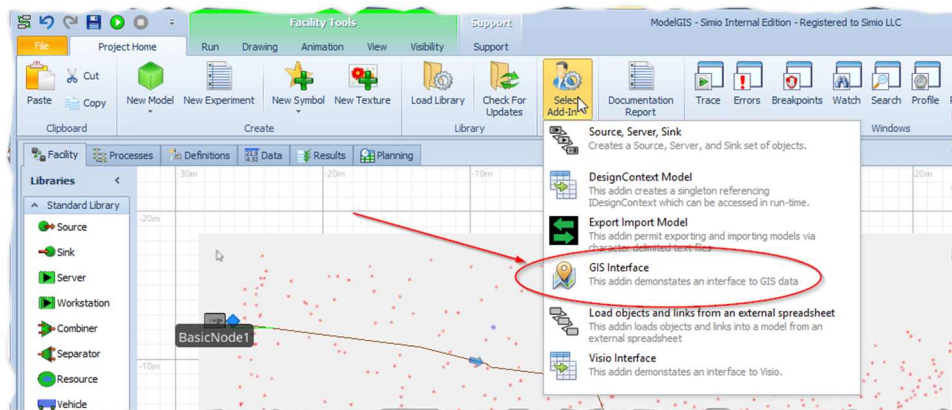 Facility Tools
Support
ModelGIS - Simio Internal Edition - Registered to Simio LLC
File
Project Home
Run
Drawing
Animation
View
Visibility
Support
Paste
Cut
Copy
New Model
New Experiment
New Symbol
New Texture
Load Library
Check For
Updates
Select
Add-In
Documentation
Report
Trace
Errors
Breakpoints
Watch
Search
Profile
Clipboard
Create
Library
Windows
Facility
Processes
Definitions
Data
Results
Planning
Libraries
Standard Library
Source
Sink
Server
Workstation
Combiner
Separator
Resource
Vehicle
-30m
-20m
-10m
20m
-20m
-10m
BasicNode1
Source, Server, Sink
Creates a Source, Server, and Sink set of objects.
DesignContext Model
This addin creates a singleton referencing
IDesignContext which can be accessed in run-time.
Export Import Model
This addin permit exporting and importing models via
character delimited text files
GIS Interface
This addin demonstates an interface to GIS data
Load objects and links from an external spreadsheet
This addin loads objects and links into a model from an
external spreadsheet
Visio Interface
This addin demonstates an interface to Visio.